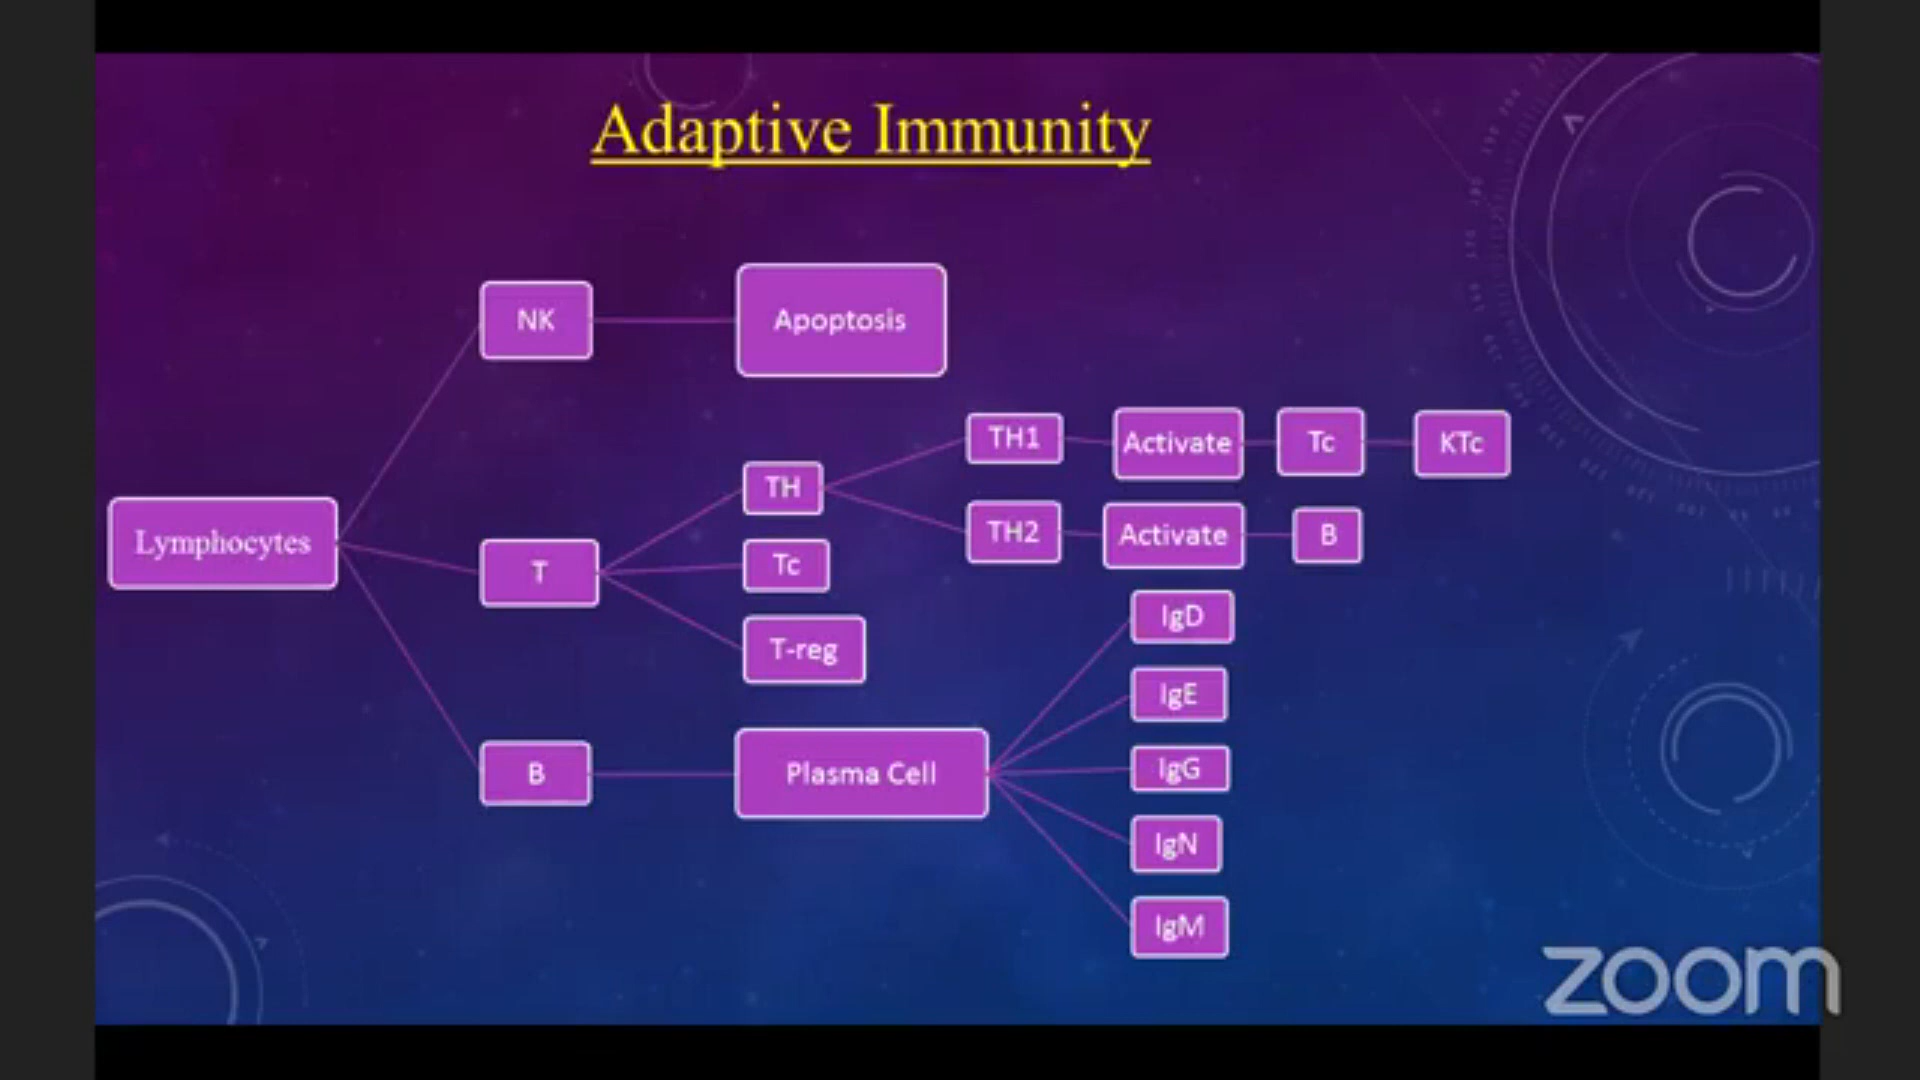 Adaptive Immunity
NK
Apoptosis
TH1
Activate
Tc
KTc
TH
Lymphocytes
T
TH2
Activate
B
Tc
T-reg
IgD
IgE
B
Plasma Cell
IgG
IgN
IgM
zoom